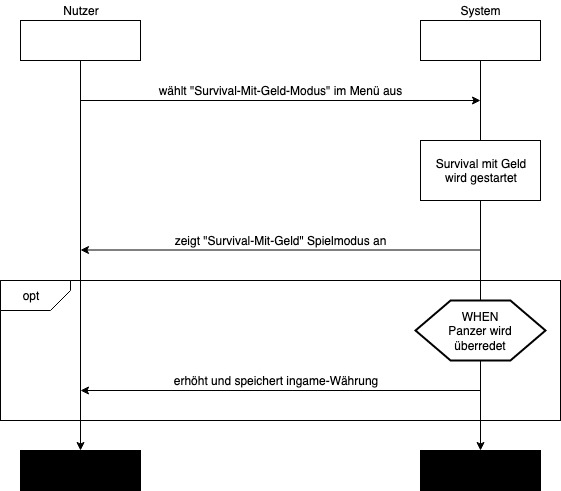 Nutzer
System
wählt "Survival-Mit-Geld-Modus" im Menü aus
Survival mit Geld
wird gestartet
zeigt "Survival-Mit-Geld" Spielmodus an
opt
WHEN
Panzer wird
überredet
erhöht und speichert ingame-Währung